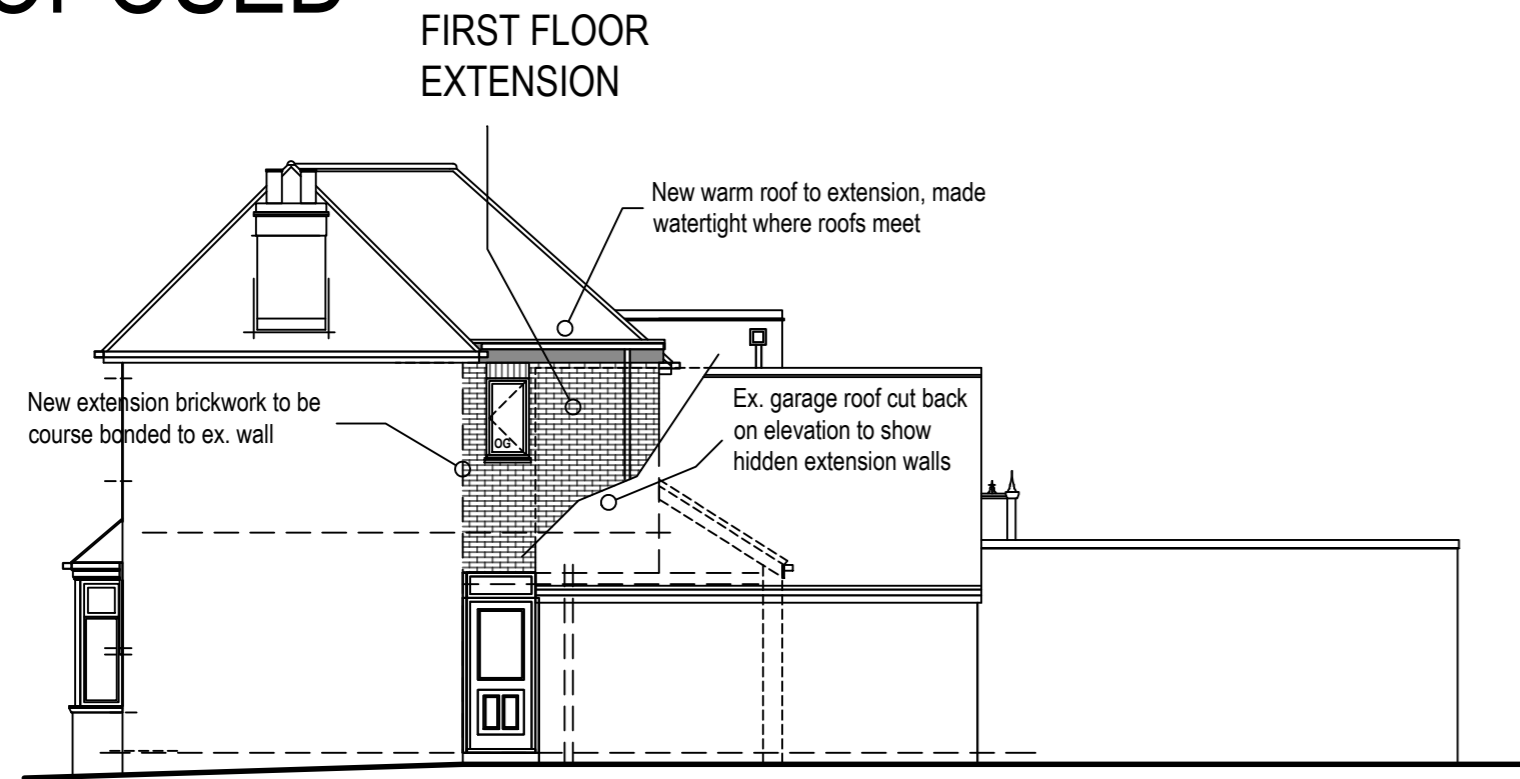 FIRST FLOOR
EXTENSION
New warm roof to extension, made
watertight where roofs meet
New extension brickwork to be
course bonded to ex. wall
Ex. garage roof cut back
on elevation to show
hidden extension walls
OG